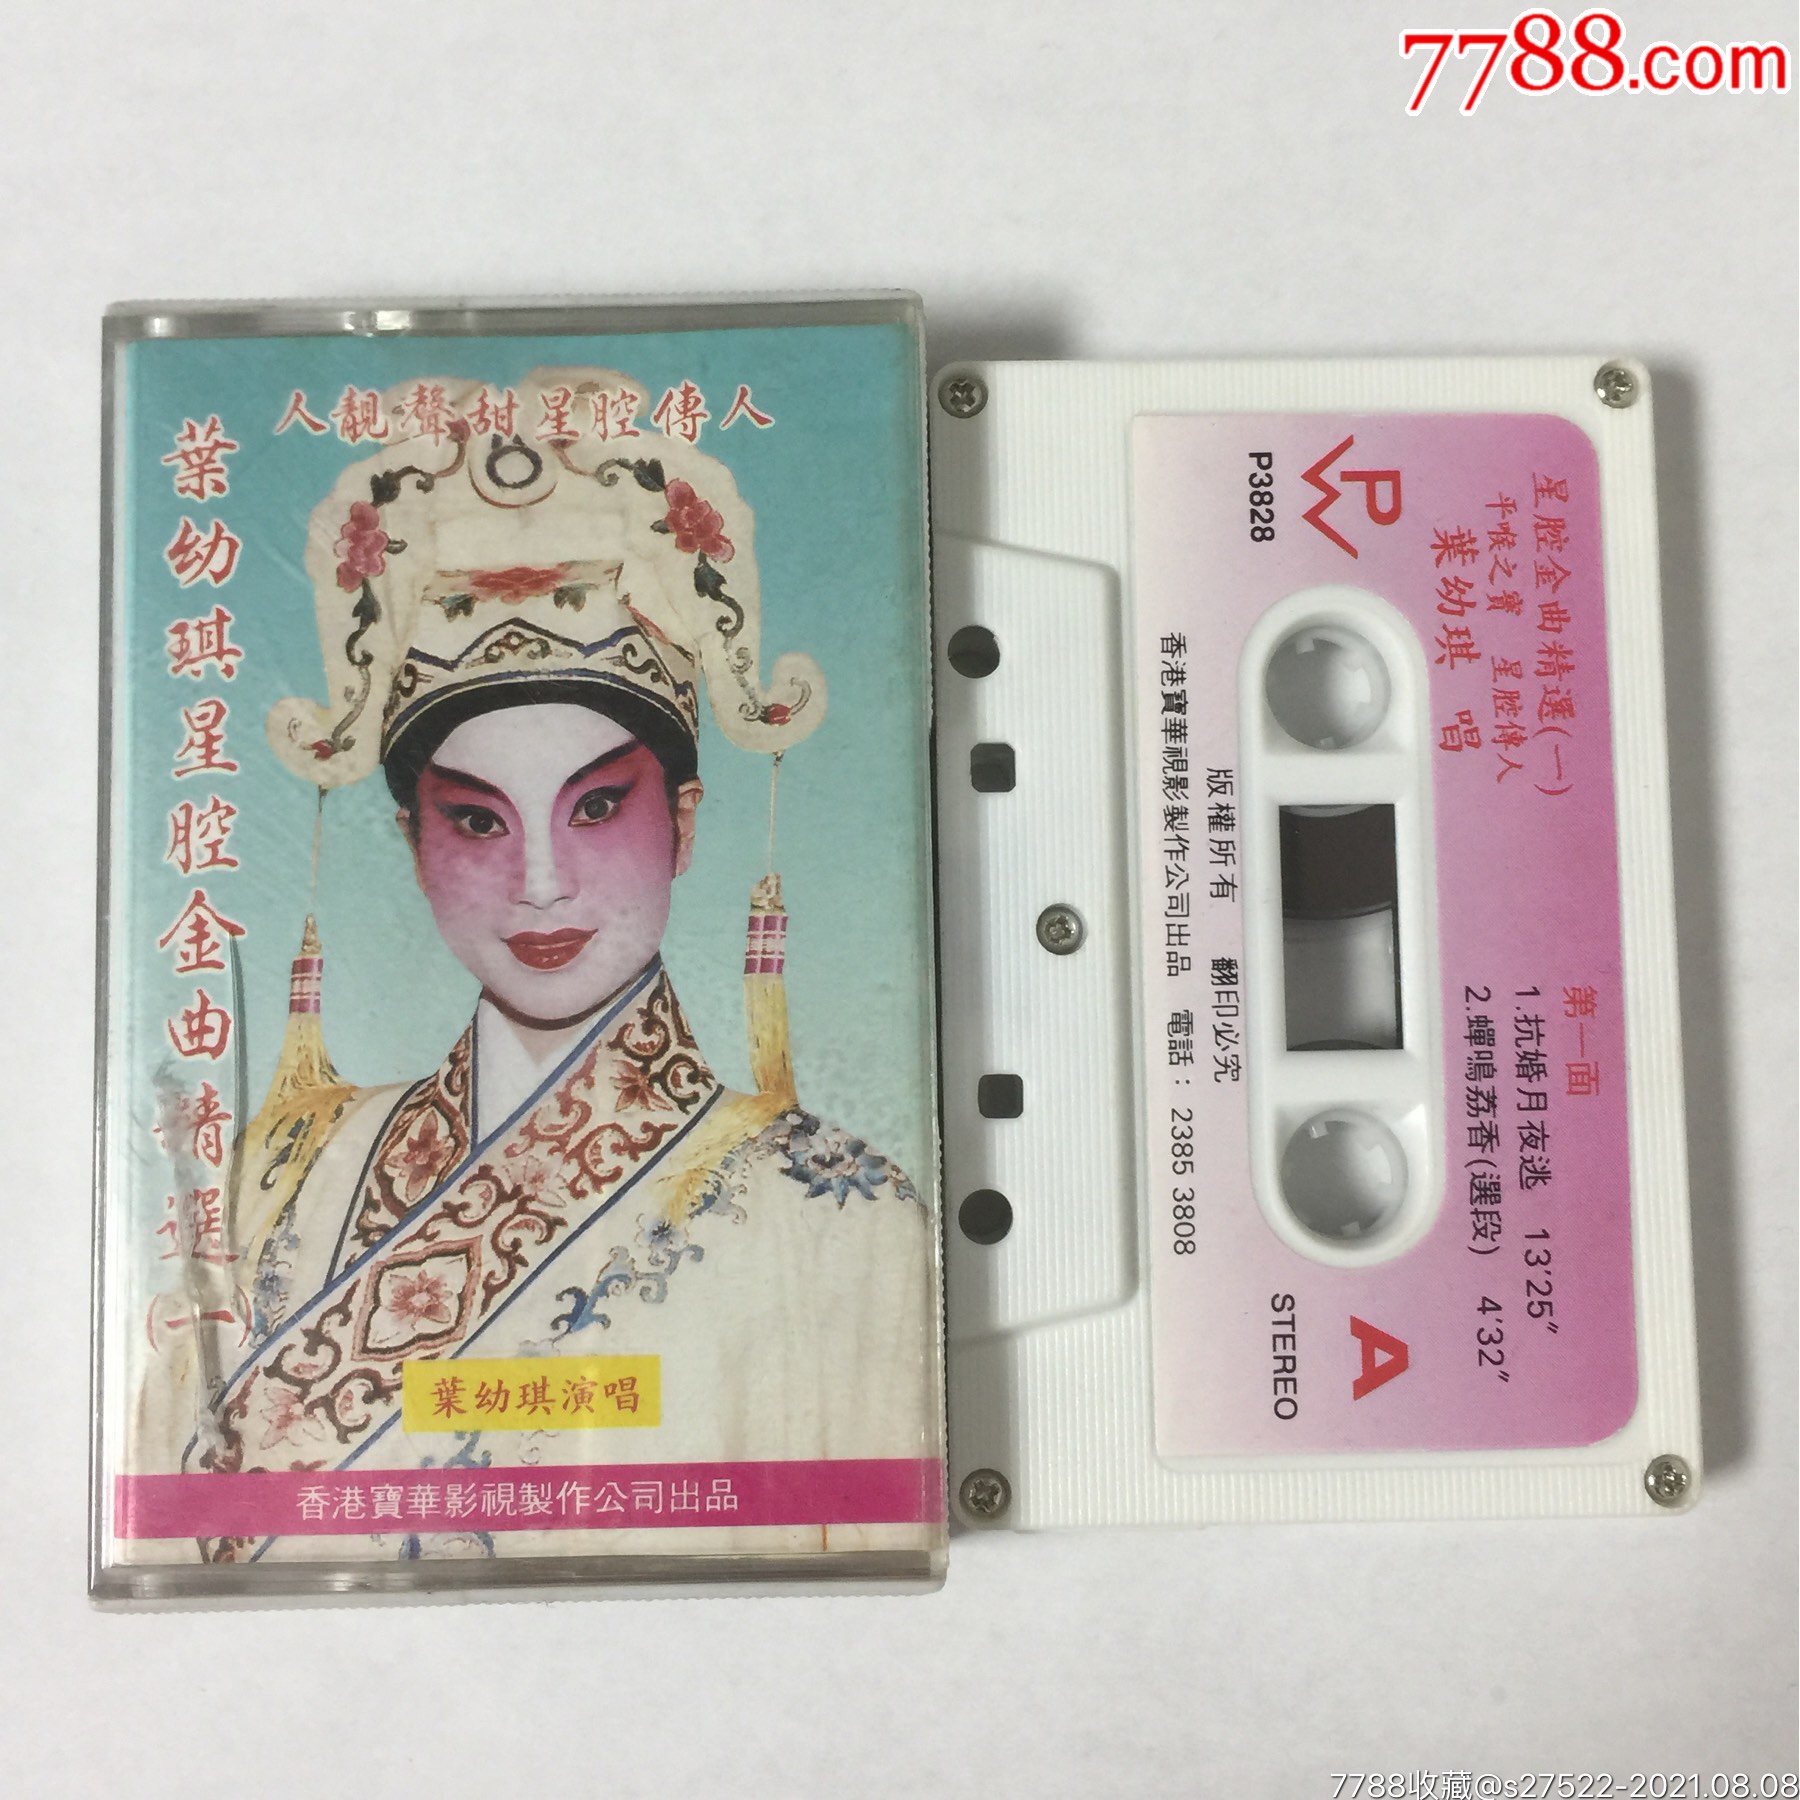 7788.com
人靚聲甜星腔傳人
葉幼琪星腔金曲精選(一)
葉幼琪演唱
香港寶華影視製作公司出品
星腔金曲精選(一)
平喉之寶 星腔傳人
葉幼琪 唱
第一面
1.抗婚月夜逃 13'25"
2.蟬鳴荔香(選段) 4'32"
PW
P3828
A
STEREO
版權所有 翻印必究
香港寶華視影製作公司出品 電話：2385 3808
7788收藏@s27522-2021.08.08